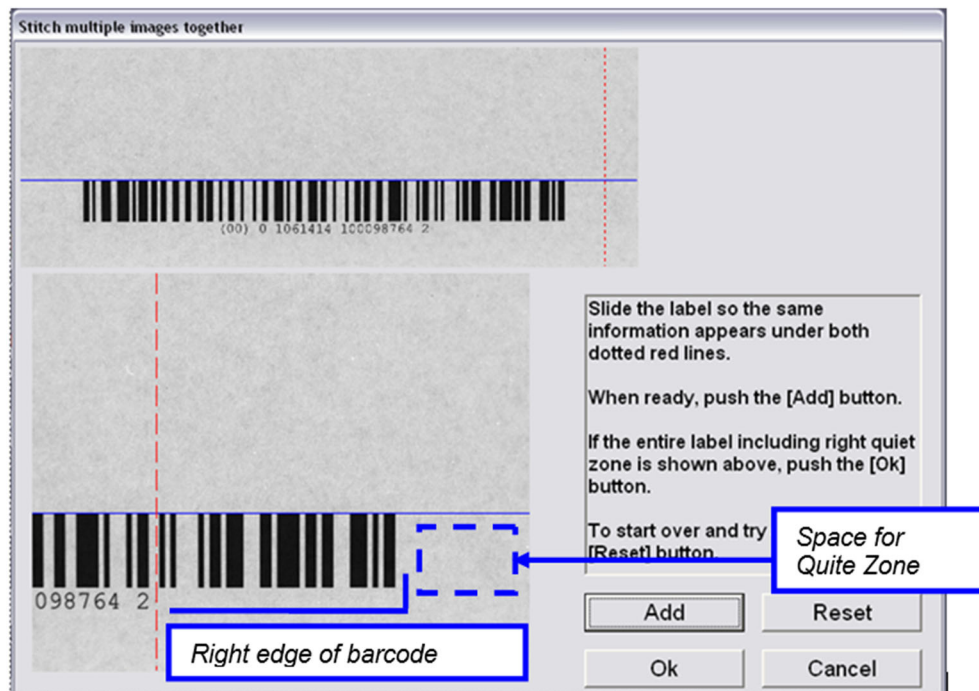 Stitch multiple images together
(00) 0 1061414 100098764 2
Slide the label so the same
information appears under both
dotted red lines.
When ready, push the [Add] button.
If the entire label including right quiet
zone is shown above, push the [Ok]
button.
To start over and try
[Reset] button.
Space for
Quite Zone
098764 2
Right edge of barcode
Add
Reset
Ok
Cancel